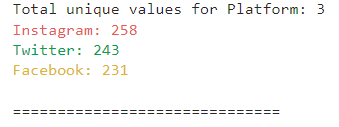 Total unique values for Platform: 3
Instagram: 258
Twitter: 243
Facebook: 231
==============================